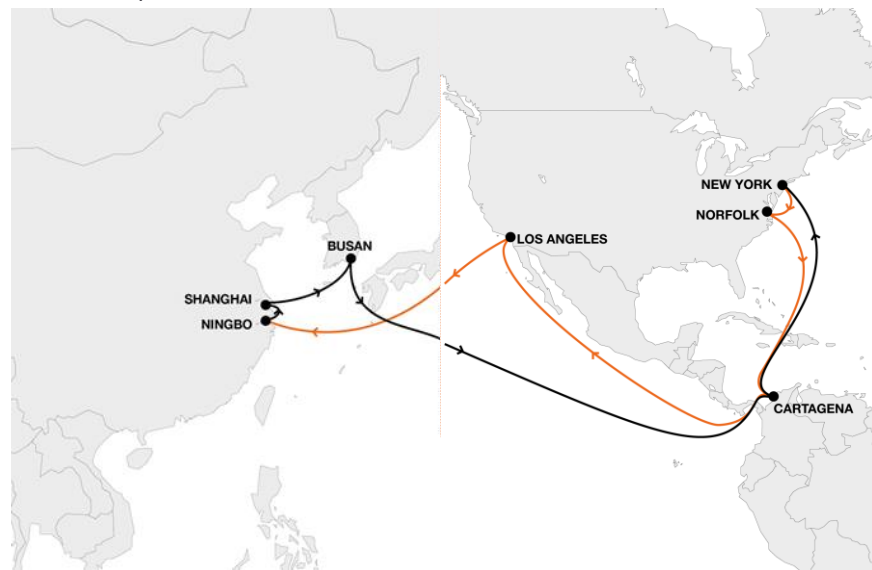 NEW YORK
NORFOLK
LOS ANGELES
BUSAN
SHANGHAI
NINGBO
CARTAGENA